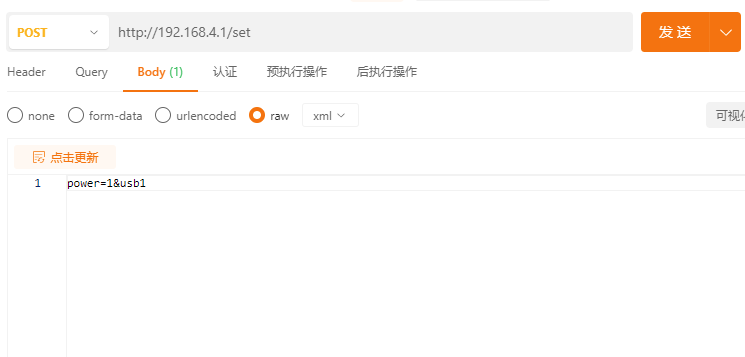 POST http://192.168.4.1/set 发 送
Header Query Body (1) 认证 预执行操作 后执行操作
none form-data urlencoded raw xml 可视化
点击更新
1 power=1&usb1